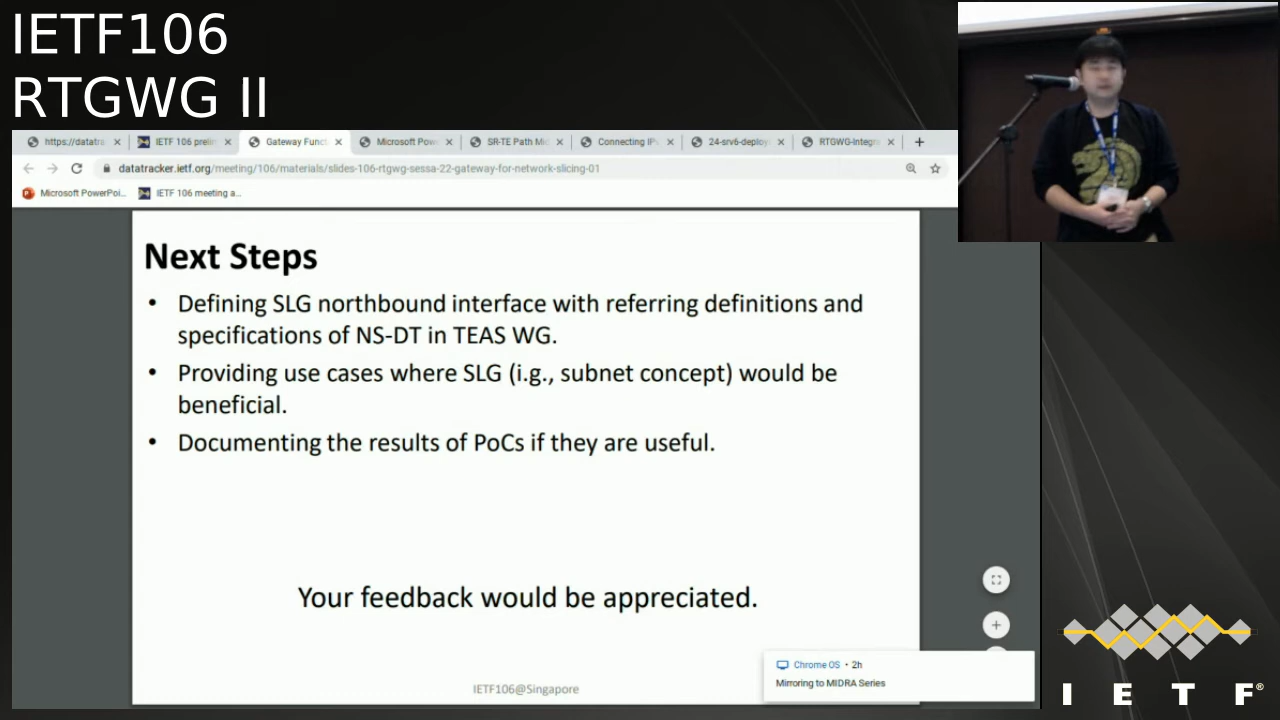 IETF106
RTGWG II
https://datatra
IETF 106 prelim
Gateway Funct
Microsoft Powe
SR-TE Path Mi
Connecting IPv
24-srv6-deploy
RTGWG-Integr
datatracker.ietf.org/meeting/106/materials/slides-106-rtgwg-sessa-22-gateway-for-network-slicing-01
Microsoft PowerPoi...
IETF 106 meeting a...
Next Steps
• Defining SLG northbound interface with referring definitions and
specifications of NS-DT in TEAS WG.
• Providing use cases where SLG (i.g., subnet concept) would be
beneficial.
• Documenting the results of PoCs if they are useful.
Your feedback would be appreciated.
IETF106@Singapore
Chrome OS • 2h
Mirroring to MIDRA Series
I E T F®